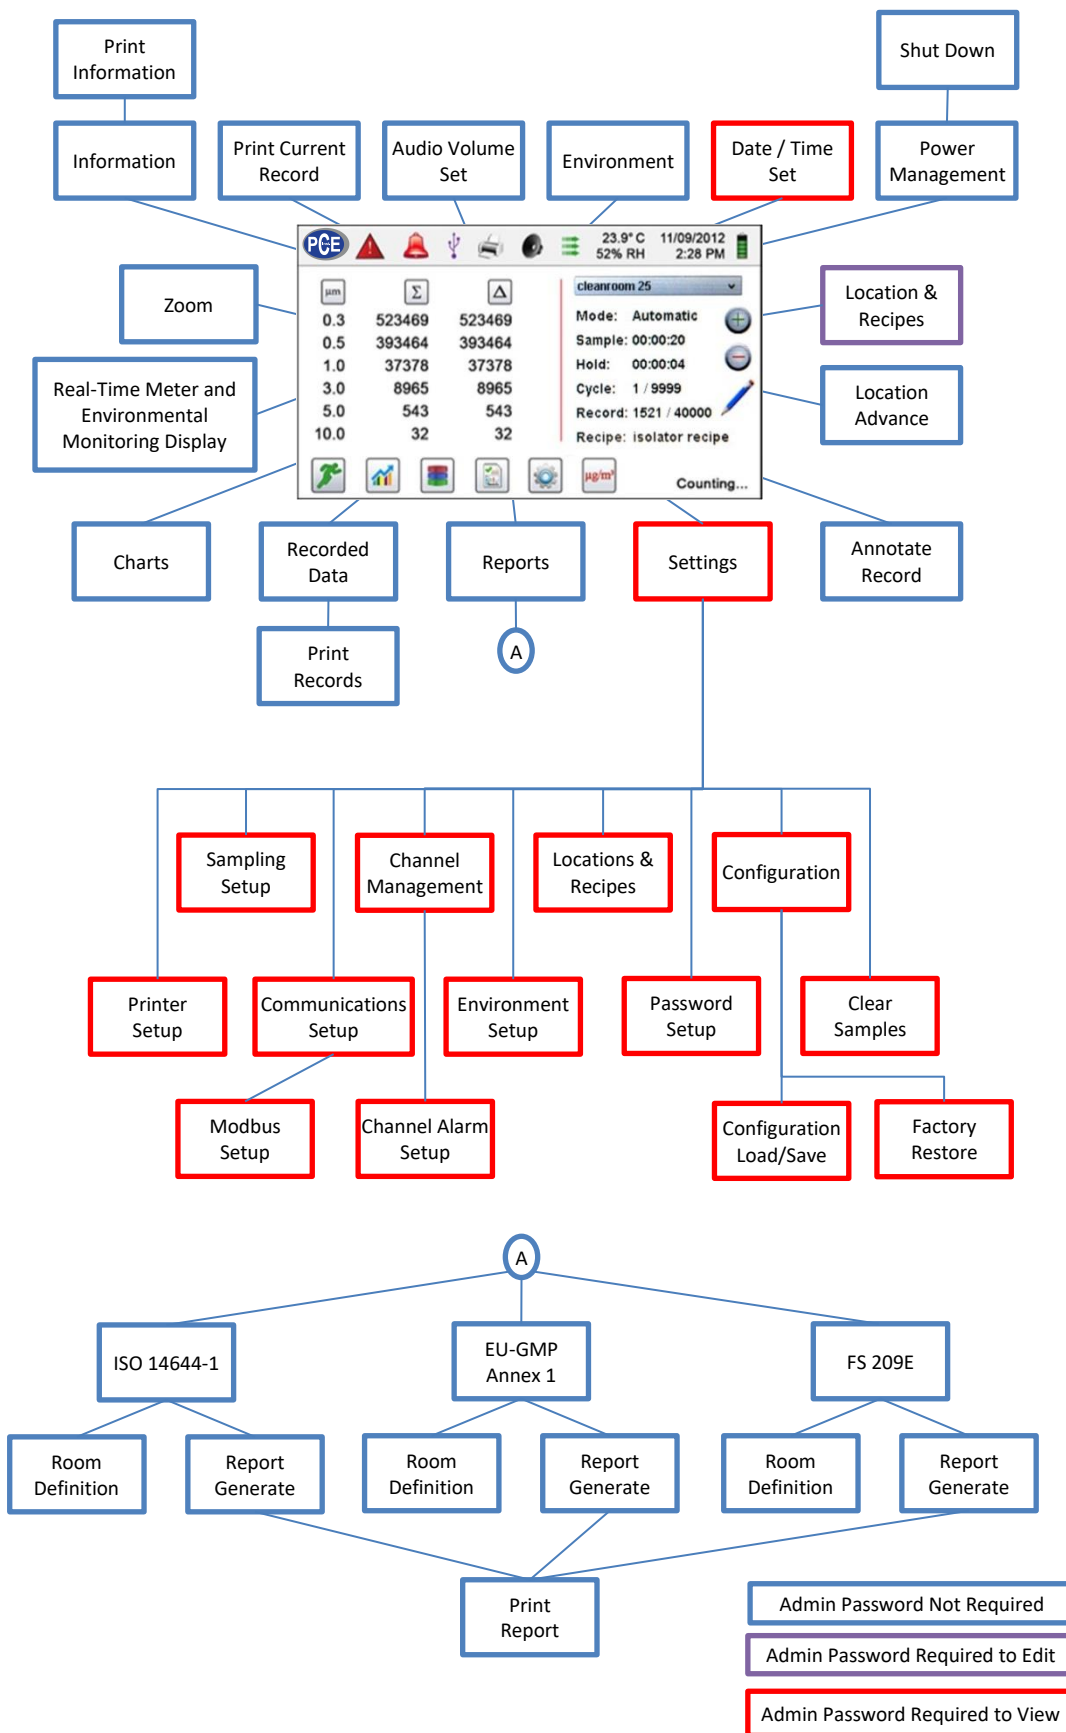 Print
Information
Shut Down
Information
Print Current
Record
Audio Volume
Set
Environment
Date / Time
Set
Power
Management
PCE
23.9° C
52% RH
11/09/2012
2:28 PM
Zoom
Real-Time Meter and
Environmental
Monitoring Display
µm Σ Δ
0.3 523469 523469
0.5 393464 393464
1.0 37378 37378
3.0 8965 8965
5.0 543 543
10.0 32 32
cleanroom 25
Mode: Automatic
Sample: 00:00:20
Hold: 00:00:04
Cycle: 1 / 9999
Record: 1521 / 40000
Recipe: isolator recipe
µg/m³
Counting...
Location &
Recipes
Location
Advance
Charts
Recorded
Data
Reports
Settings
Annotate
Record
Print
Records
A
Sampling
Setup
Channel
Management
Locations &
Recipes
Configuration
Printer
Setup
Communications
Setup
Environment
Setup
Password
Setup
Clear
Samples
Modbus
Setup
Channel Alarm
Setup
Configuration
Load/Save
Factory
Restore
A
ISO 14644-1
EU-GMP
Annex 1
FS 209E
Room
Definition
Report
Generate
Room
Definition
Report
Generate
Room
Definition
Report
Generate
Print
Report
Admin Password Not Required
Admin Password Required to Edit
Admin Password Required to View